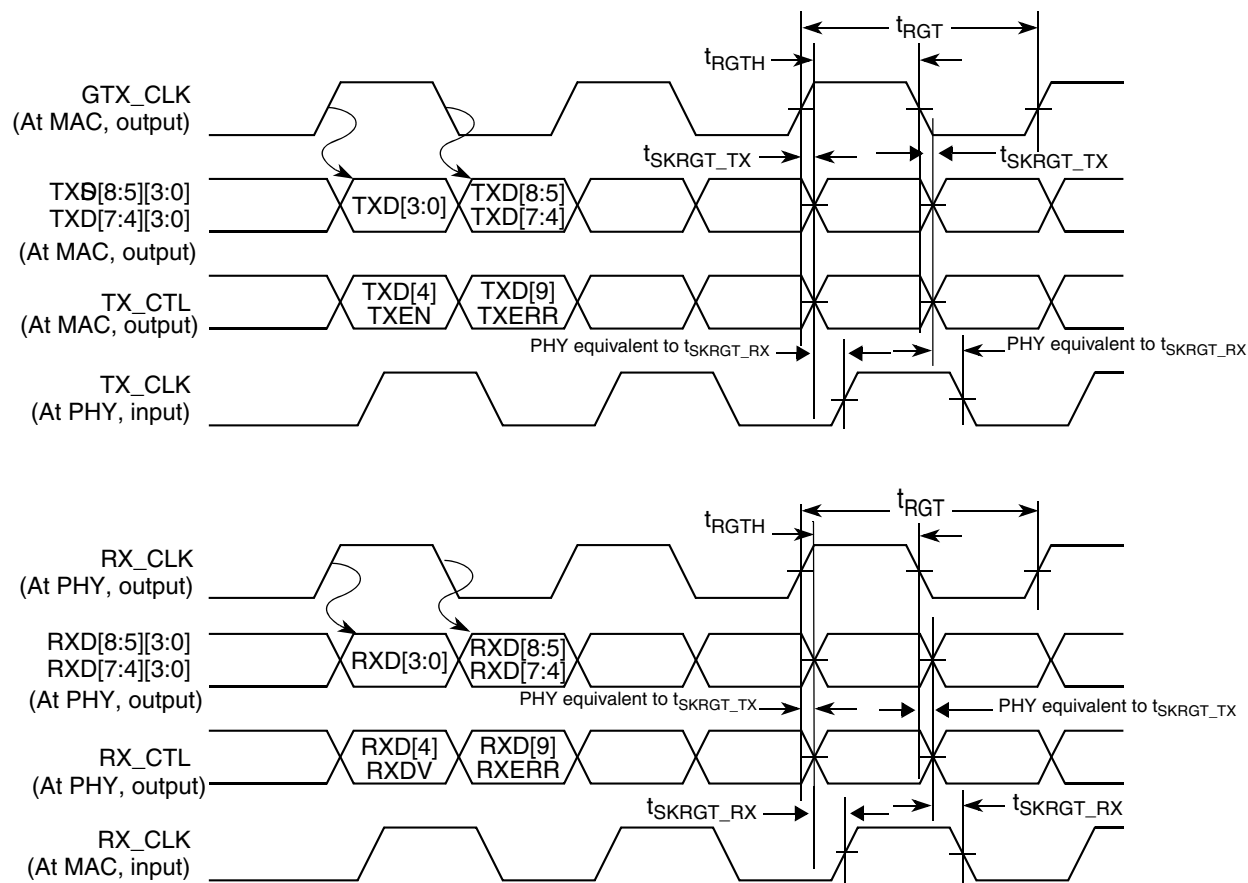 tRGT
tRGTH
GTX_CLK
(At MAC, output)
tSKRGT_TX
tSKRGT_TX
TXD[8:5][3:0]
TXD[7:4][3:0]
(At MAC, output)
TXD[3:0]
TXD[8:5]
TXD[7:4]
TX_CTL
(At MAC, output)
TXD[4]
TXEN
TXD[9]
TXERR
PHY equivalent to tSKRGT_RX
PHY equivalent to tSKRGT_RX
TX_CLK
(At PHY, input)
tRGT
tRGTH
RX_CLK
(At PHY, output)
RXD[8:5][3:0]
RXD[7:4][3:0]
(At PHY, output)
RXD[3:0]
RXD[8:5]
RXD[7:4]
PHY equivalent to tSKRGT_TX
PHY equivalent to tSKRGT_TX
RX_CTL
(At PHY, output)
RXD[4]
RXDV
RXD[9]
RXERR
tSKRGT_RX
tSKRGT_RX
RX_CLK
(At MAC, input)